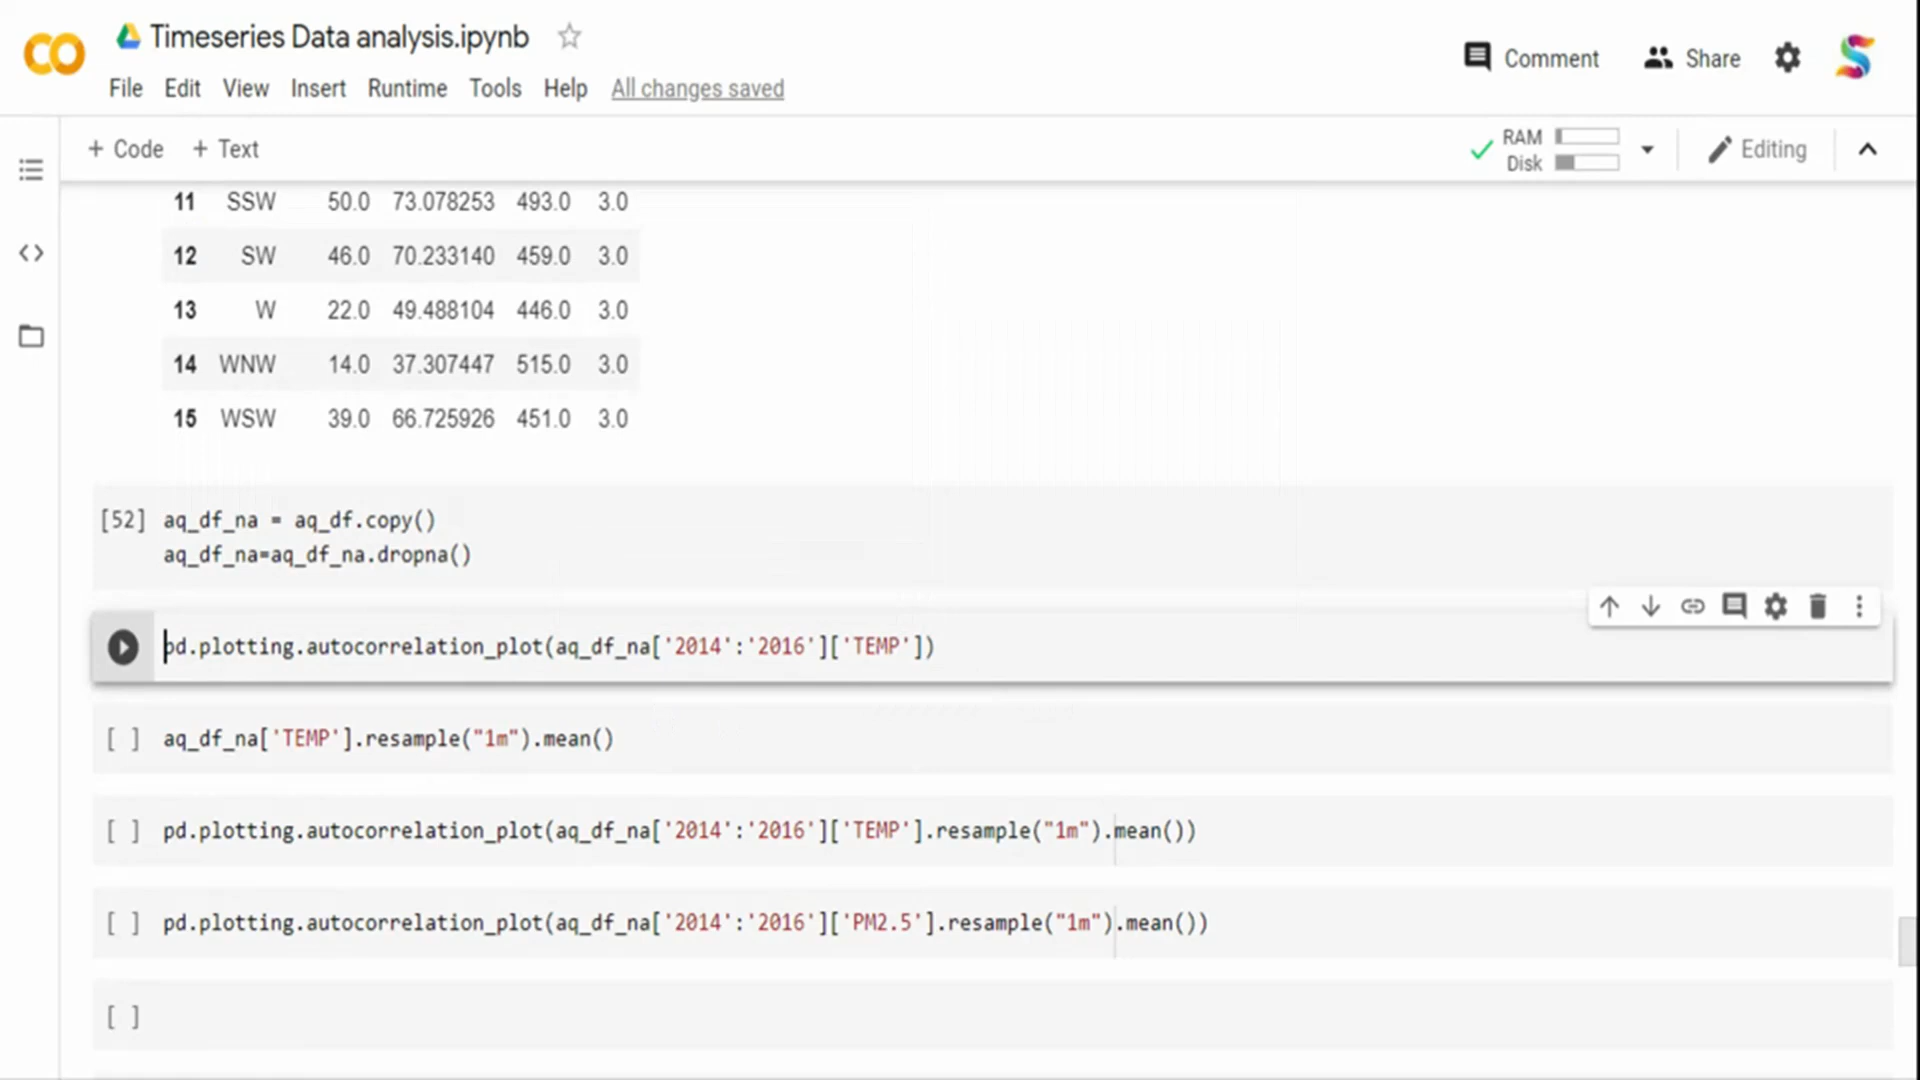 Timeseries Data analysis.ipynb
File Edit View Insert Runtime Tools Help All changes saved
Comment Share
+ Code + Text
RAM
Disk
Editing
11 SSW 50.0 73.078253 493.0 3.0
12 SW 46.0 70.233140 459.0 3.0
13 W 22.0 49.488104 446.0 3.0
14 WNW 14.0 37.307447 515.0 3.0
15 WSW 39.0 66.725926 451.0 3.0
[52] aq_df_na = aq_df.copy()
aq_df_na=aq_df_na.dropna()
pd.plotting.autocorrelation_plot(aq_df_na['2014':'2016']['TEMP'])
[ ] aq_df_na['TEMP'].resample("1m").mean()
[ ] pd.plotting.autocorrelation_plot(aq_df_na['2014':'2016']['TEMP'].resample("1m").mean())
[ ] pd.plotting.autocorrelation_plot(aq_df_na['2014':'2016']['PM2.5'].resample("1m").mean())
[ ]